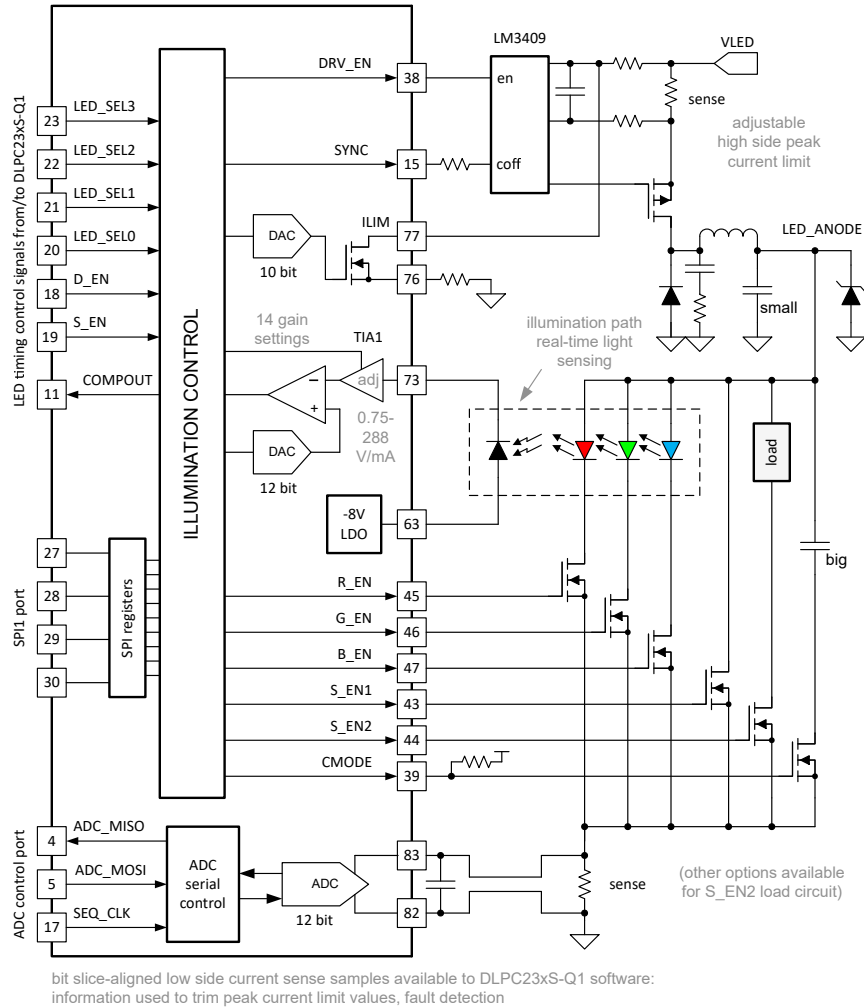 LM3409
VLED
DRV_EN
38
en
sense
23
LED_SEL3
adjustable
high side peak
current limit
22
LED_SEL2
SYNC
15
coff
21
LED_SEL1
LED_ANODE
ILIM
20
LED_SEL0
DAC
77
10 bit
76
18
D_EN
small
19
S_EN
14 gain
settings
TIA1
illumination path
real-time light
sensing
11
COMPOUT
adj
73
–
+
0.75-
288
V/mA
DAC
12 bit
load
LED timing control signals from/to DLPC23xS-Q1
ILLUMINATION CONTROL
-8V
LDO
63
big
27
28
29
30
SPI1 port
SPI registers
R_EN
45
G_EN
46
B_EN
47
S_EN1
43
S_EN2
44
CMODE
39
4
ADC_MISO
5
ADC_MOSI
17
SEQ_CLK
ADC control port
ADC
serial
control
ADC
12 bit
83
82
sense
(other options available
for S_EN2 load circuit)
bit slice-aligned low side current sense samples available to DLPC23xS-Q1 software:
information used to trim peak current limit values, fault detection